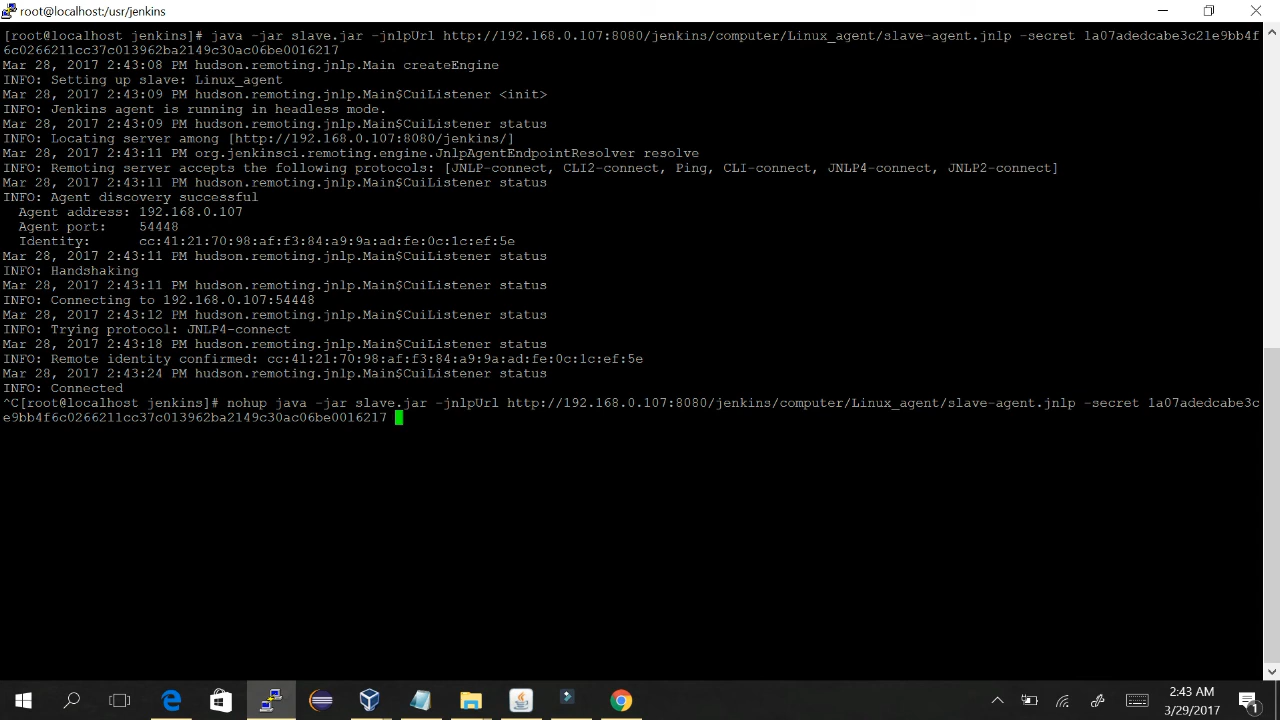 root@localhost:/usr/jenkins
[root@localhost jenkins]# java -jar slave.jar -jnlpUrl http://192.168.0.107:8080/jenkins/computer/Linux_agent/slave-agent.jnlp -secret 1a07adedcabe3c21e9bb4f
6c0266211cc37c013962ba2149c30ac06be0016217
Mar 28, 2017 2:43:08 PM hudson.remoting.jnlp.Main createEngine
INFO: Setting up slave: Linux_agent
Mar 28, 2017 2:43:09 PM hudson.remoting.jnlp.Main$CuiListener <init>
INFO: Jenkins agent is running in headless mode.
Mar 28, 2017 2:43:09 PM hudson.remoting.jnlp.Main$CuiListener status
INFO: Locating server among [http://192.168.0.107:8080/jenkins/]
Mar 28, 2017 2:43:11 PM org.jenkinsci.remoting.engine.JnlpAgentEndpointResolver resolve
INFO: Remoting server accepts the following protocols: [JNLP-connect, CLI2-connect, Ping, CLI-connect, JNLP4-connect, JNLP2-connect]
Mar 28, 2017 2:43:11 PM hudson.remoting.jnlp.Main$CuiListener status
INFO: Agent discovery successful
  Agent address: 192.168.0.107
  Agent port:    54448
  Identity:      cc:41:21:70:98:af:f3:84:a9:9a:ad:fe:0c:1c:ef:5e
Mar 28, 2017 2:43:11 PM hudson.remoting.jnlp.Main$CuiListener status
INFO: Handshaking
Mar 28, 2017 2:43:11 PM hudson.remoting.jnlp.Main$CuiListener status
INFO: Connecting to 192.168.0.107:54448
Mar 28, 2017 2:43:12 PM hudson.remoting.jnlp.Main$CuiListener status
INFO: Trying protocol: JNLP4-connect
Mar 28, 2017 2:43:18 PM hudson.remoting.jnlp.Main$CuiListener status
INFO: Remote identity confirmed: cc:41:21:70:98:af:f3:84:a9:9a:ad:fe:0c:1c:ef:5e
Mar 28, 2017 2:43:24 PM hudson.remoting.jnlp.Main$CuiListener status
INFO: Connected
^C[root@localhost jenkins]# nohup java -jar slave.jar -jnlpUrl http://192.168.0.107:8080/jenkins/computer/Linux_agent/slave-agent.jnlp -secret 1a07adedcabe3c
e9bb4f6c0266211cc37c013962ba2149c30ac06be0016217
2:43 AM
3/29/2017
1